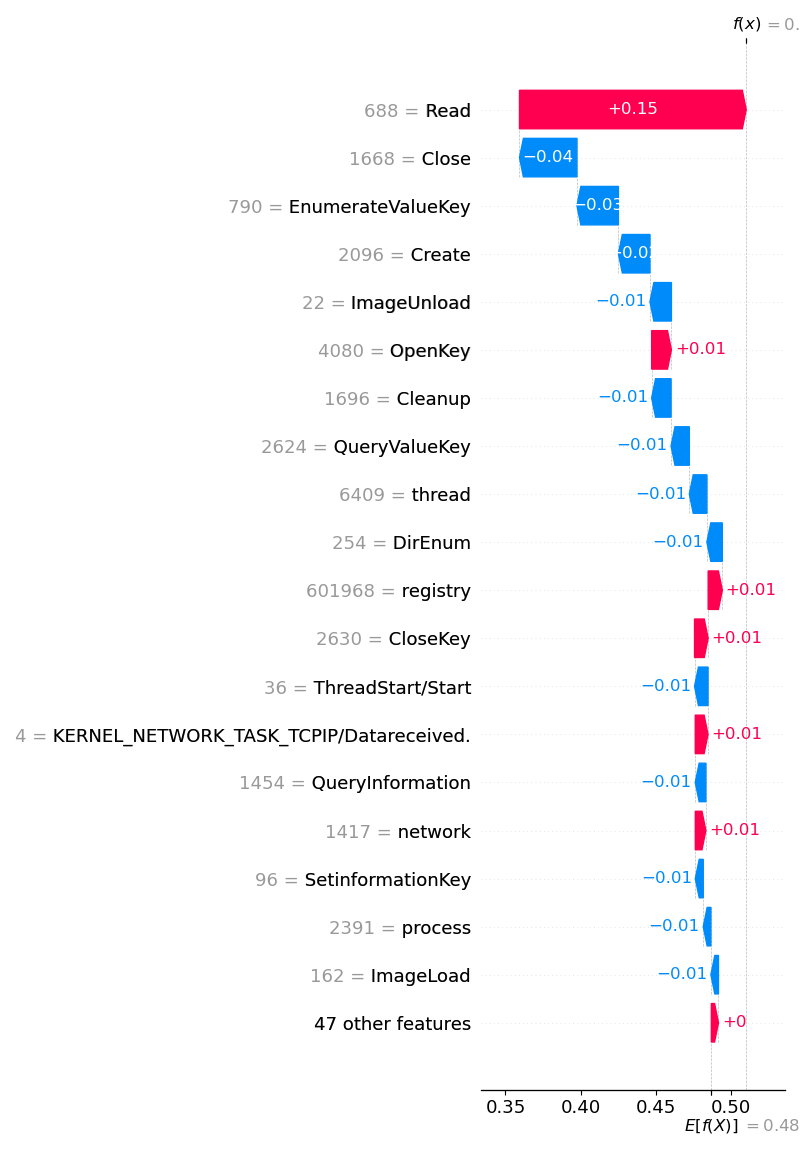 f(x) = 0.
688 = Read +0.15
1668 = Close −0.04
790 = EnumerateValueKey −0.03
2096 = Create
22 = ImageUnload −0.01
4080 = OpenKey +0.01
1696 = Cleanup −0.01
2624 = QueryValueKey −0.01
6409 = thread −0.01
254 = DirEnum −0.01
601968 = registry +0.01
2630 = CloseKey +0.01
36 = ThreadStart/Start −0.01
4 = KERNEL_NETWORK_TASK_TCPIP/Datareceived. +0.01
1454 = QueryInformation −0.01
1417 = network +0.01
96 = SetinformationKey −0.01
2391 = process −0.01
162 = ImageLoad −0.01
47 other features +0
0.35 0.40 0.45 0.50
E[f(X)] = 0.48